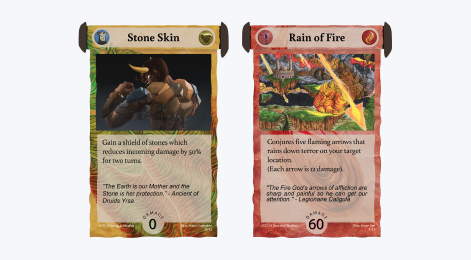 Stone Skin
Gain a shield of stones which
reduces incoming damage by 50%
for two turns.
"The Earth is our Mother and the
Stone is her protection." - Ancient of
Druids Yrsa
DAMAGE
0
Rain of Fire
Conjures five flaming arrows that
rains down terror on your target
location.
(Each arrow is 12 damage).
"The Fire God's arrows of affliction are
sharp and painful so he can get our
attention." - Legionnaire Caligula
DAMAGE
60